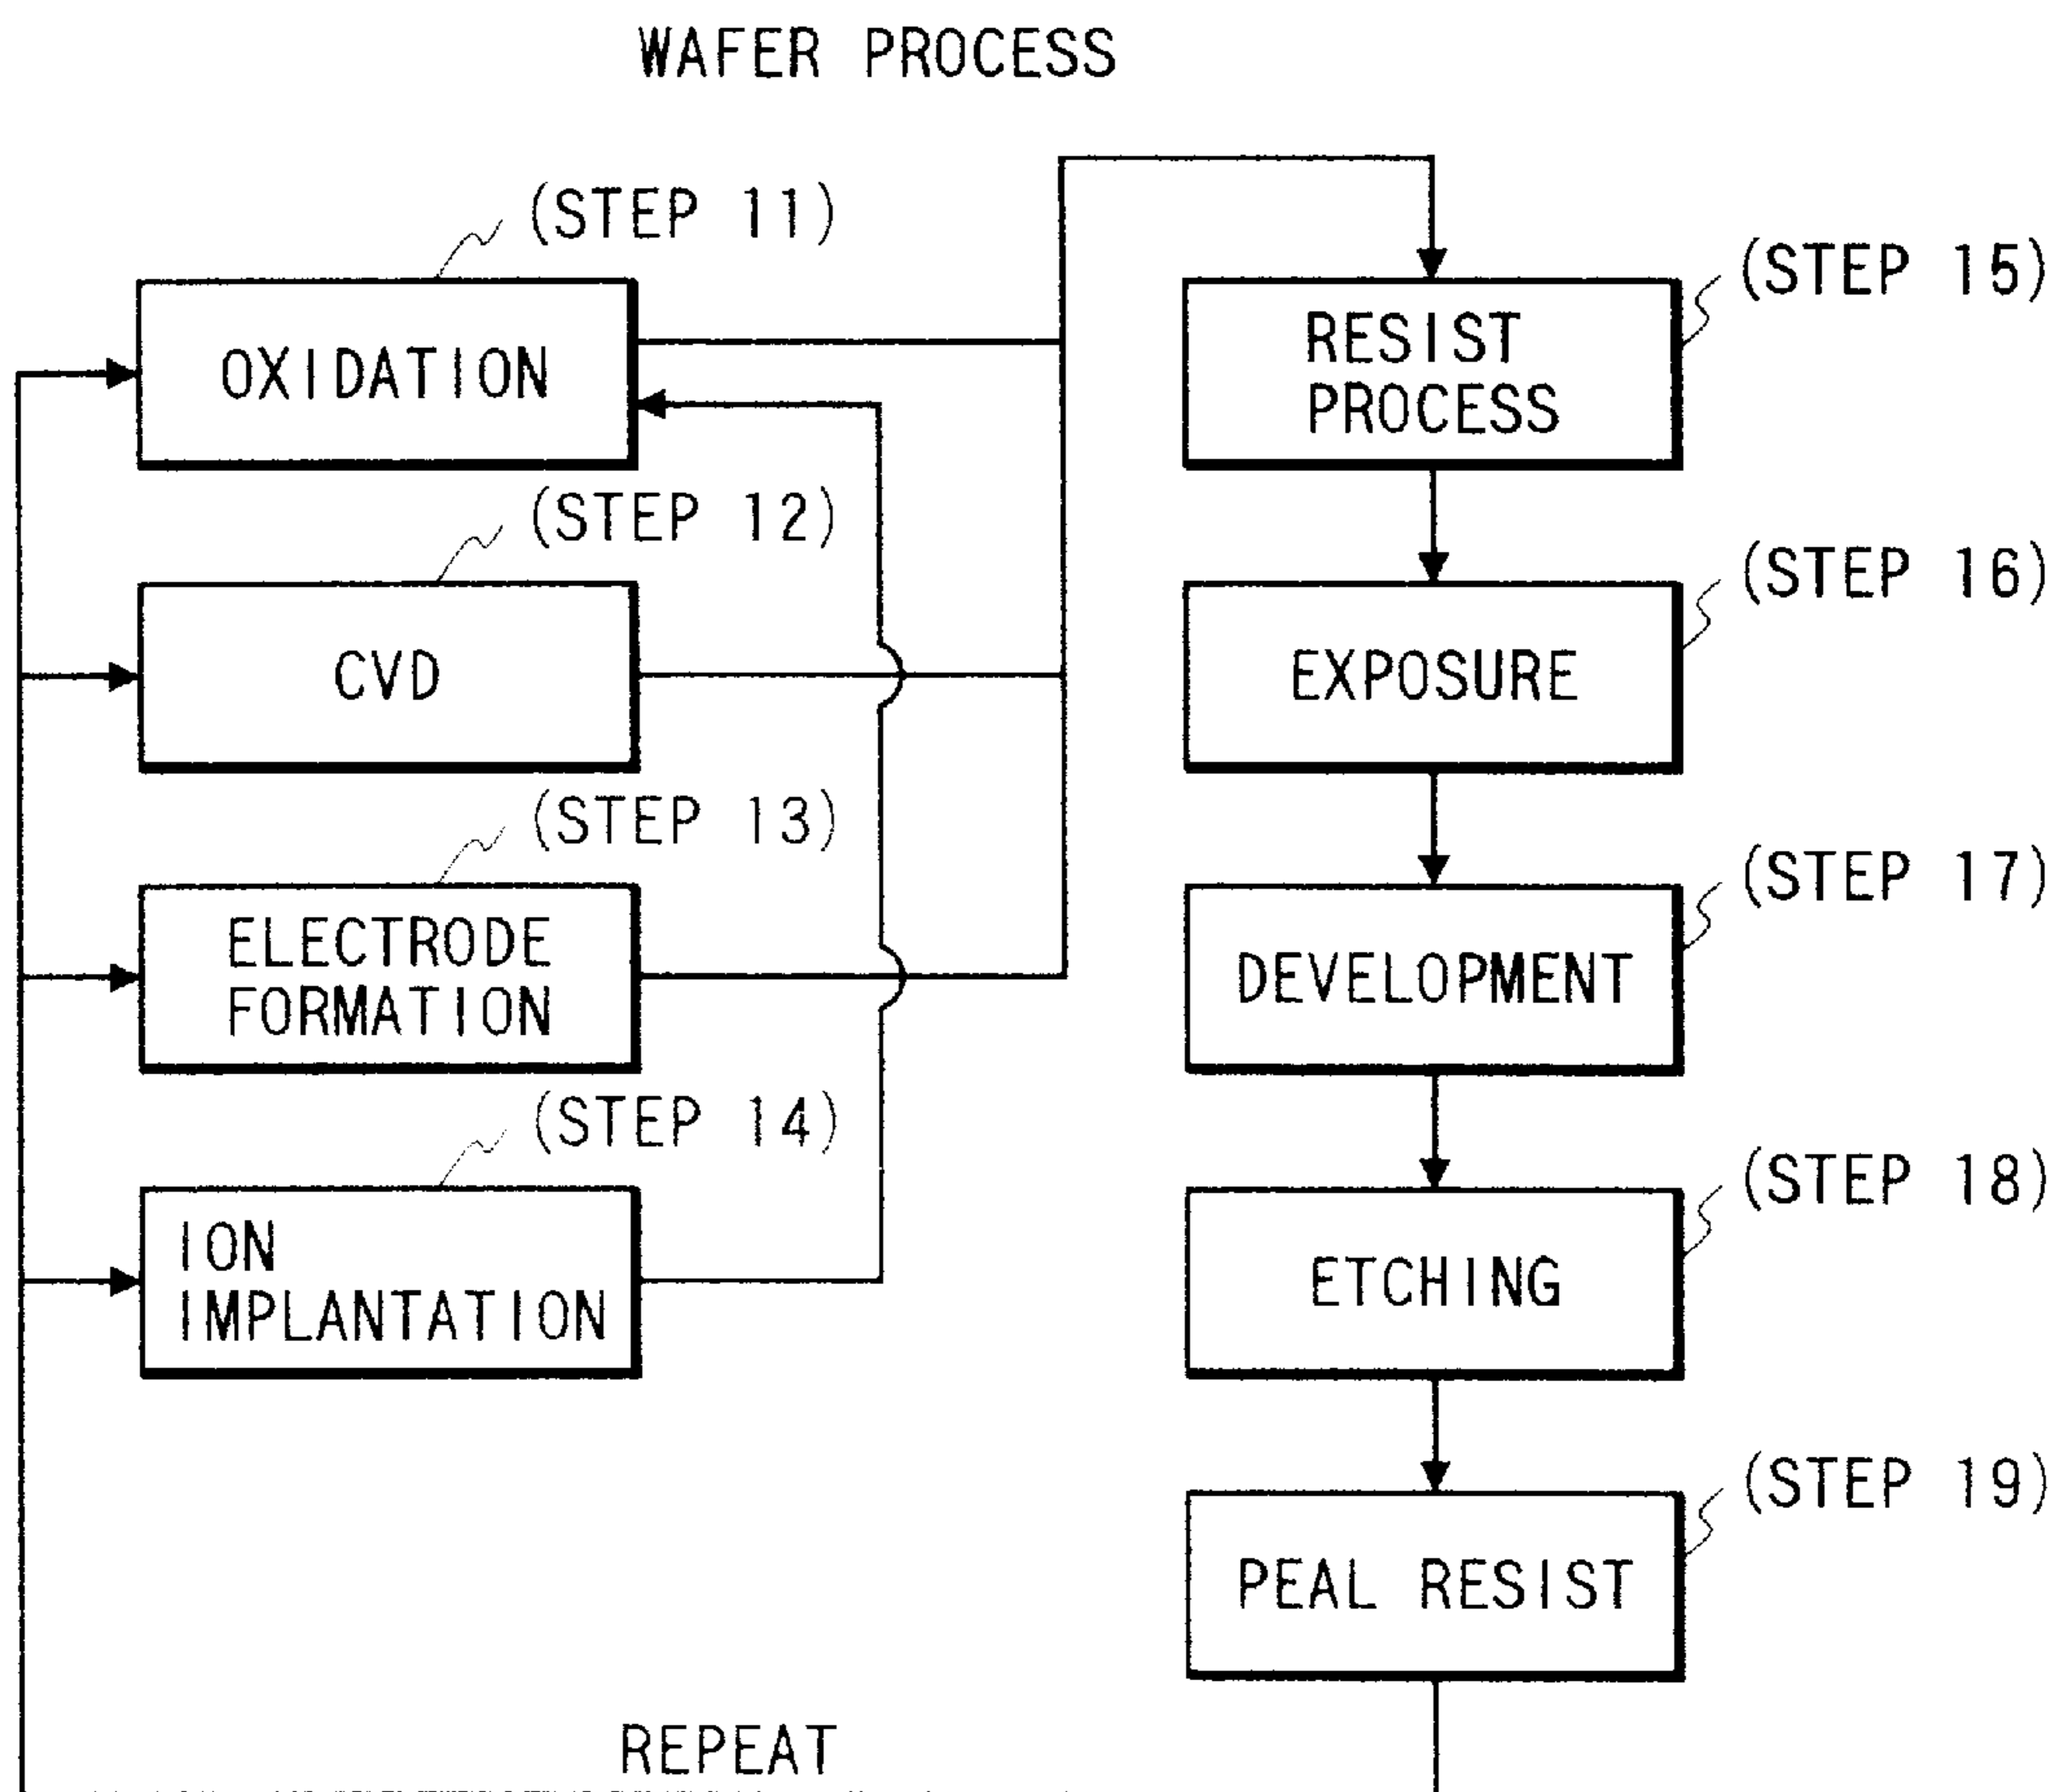 WAFER PROCESS
(STEP 11)
OXIDATION
(STEP 12)
CVD
(STEP 13)
ELECTRODE
FORMATION
(STEP 14)
ION
IMPLANTATION
(STEP 15)
RESIST
PROCESS
(STEP 16)
EXPOSURE
(STEP 17)
DEVELOPMENT
(STEP 18)
ETCHING
(STEP 19)
PEAL RESIST
REPEAT